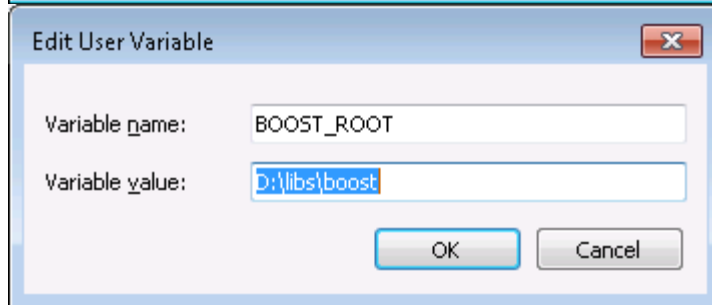 Edit User Variable
Variable name: BOOST_ROOT
Variable value: D:\libs\boost
OK Cancel